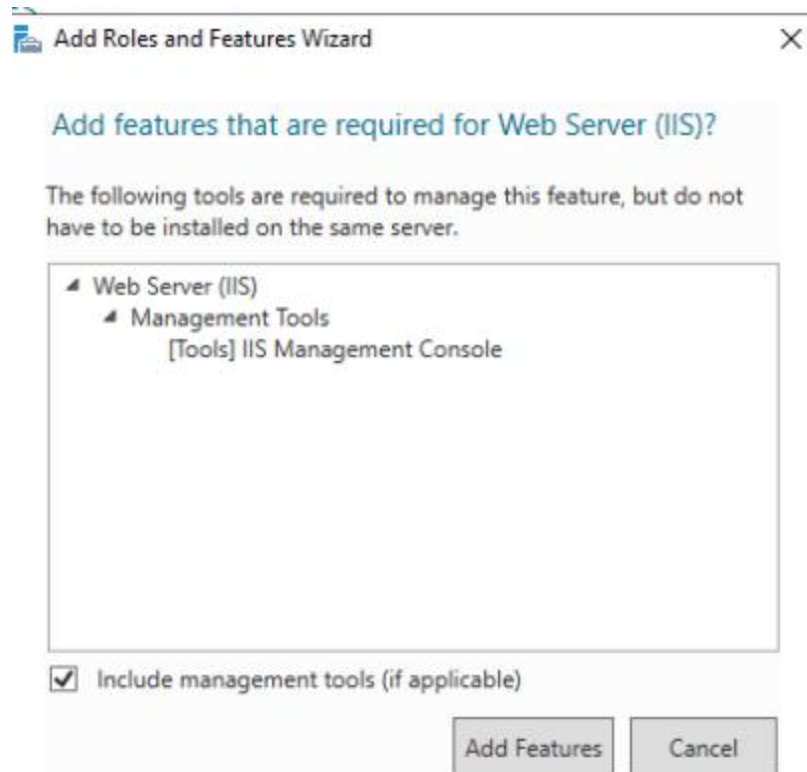 Add Roles and Features Wizard
Add features that are required for Web Server (IIS)?
The following tools are required to manage this feature, but do not
have to be installed on the same server.
Web Server (IIS)
Management Tools
[Tools] IIS Management Console
Include management tools (if applicable)
Add Features
Cancel